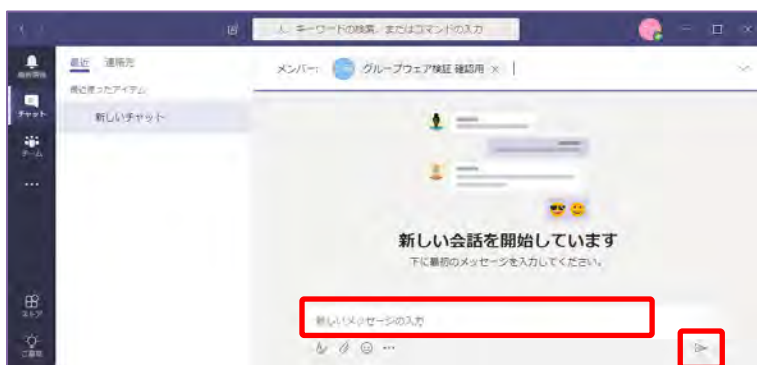 キーワードの検索、またはコマンドの入力
最近 連絡先
最近使ったアイテム
新しいチャット
チャット
チーム
ストア
メンバー: グループウェア検証 確認用 ×
新しい会話を開始しています
下に最初のメッセージを入力してください。
新しいメッセージの入力